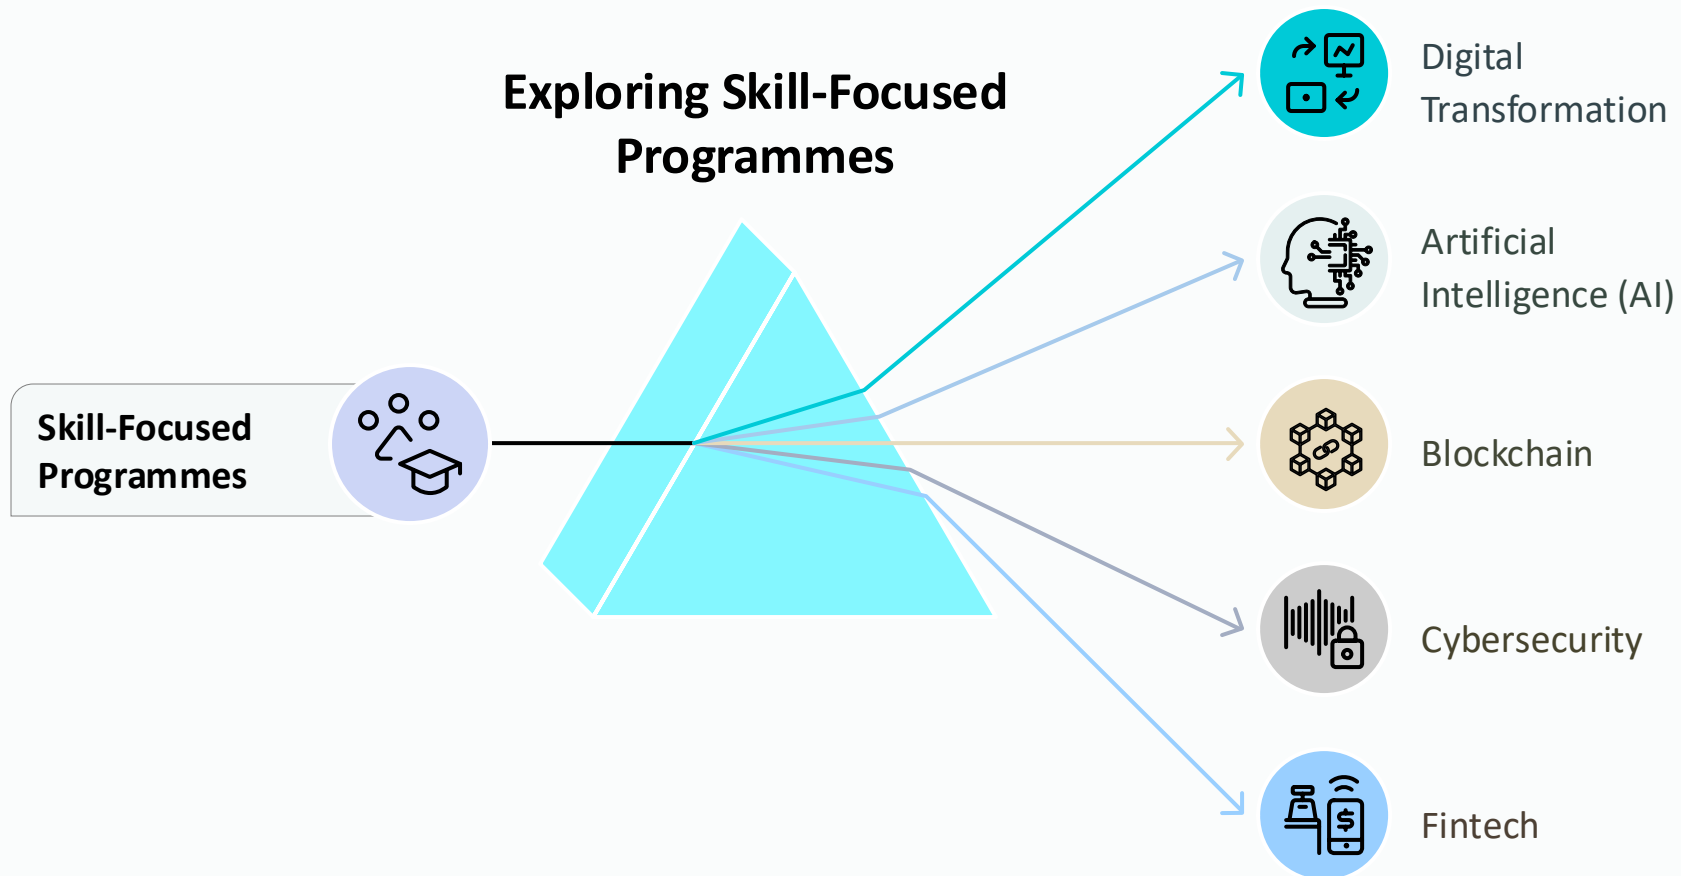 Exploring Skill-Focused
Programmes
Skill-Focused
Programmes
Digital
Transformation
Artificial
Intelligence (AI)
Blockchain
Cybersecurity
Fintech